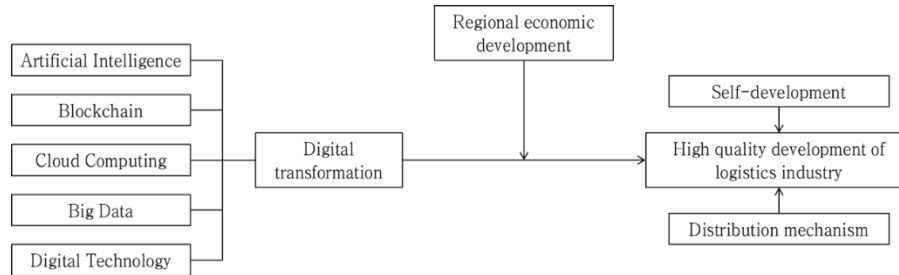 Regional economic
development
Artificial Intelligence
Blockchain
Cloud Computing
Big Data
Digital Technology
Digital
transformation
Self-development
High quality development of
logistics industry
Distribution mechanism